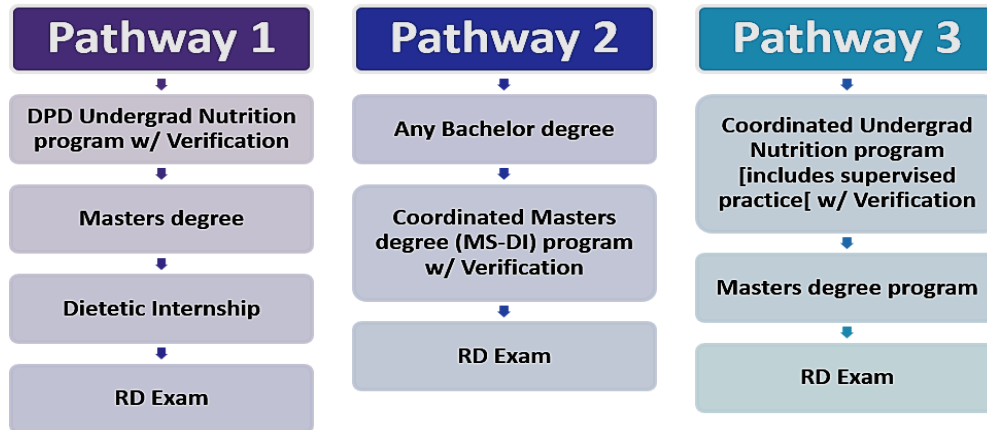 Pathway 1
DPD Undergrad Nutrition
program w/ Verification
Masters degree
Dietetic Internship
RD Exam
Pathway 2
Any Bachelor degree
Coordinated Masters
degree (MS-DI) program
w/ Verification
RD Exam
Pathway 3
Coordinated Undergrad
Nutrition program
[includes supervised
practice[ w/ Verification
Masters degree program
RD Exam